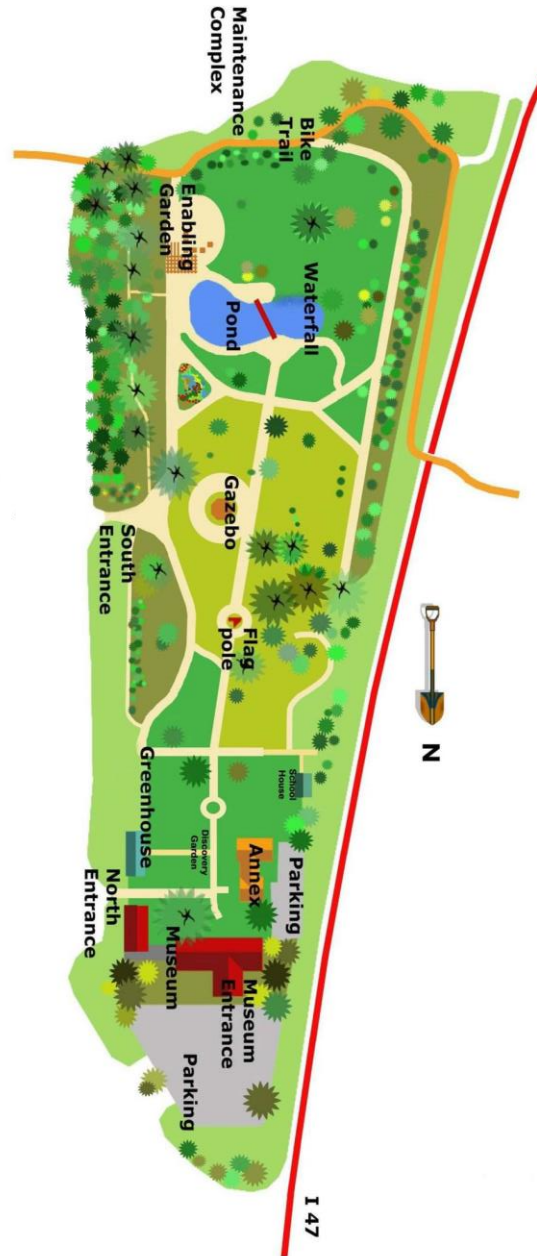 N
I 47
Bike
Trail
Waterfall
School
House
Parking
Annex
Museum
Entrance
Flag
pole
Maintenance
Complex
Pond
Gazebo
Discovery
Garden
Enabling
Garden
Parking
Museum
Greenhouse
South
Entrance
North
Entrance